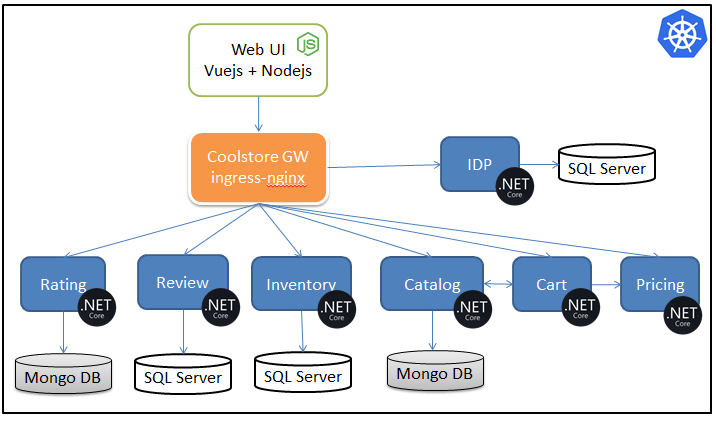 JS
Web UI
Vuejs + Nodejs
Coolstore GW
ingress-nginx
IDP
.NET
Core
SQL Server
Rating
.NET
Core
Review
.NET
Core
Inventory
.NET
Core
Catalog
.NET
Core
Cart
.NET
Core
Pricing
.NET
Core
Mongo DB
SQL Server
SQL Server
Mongo DB